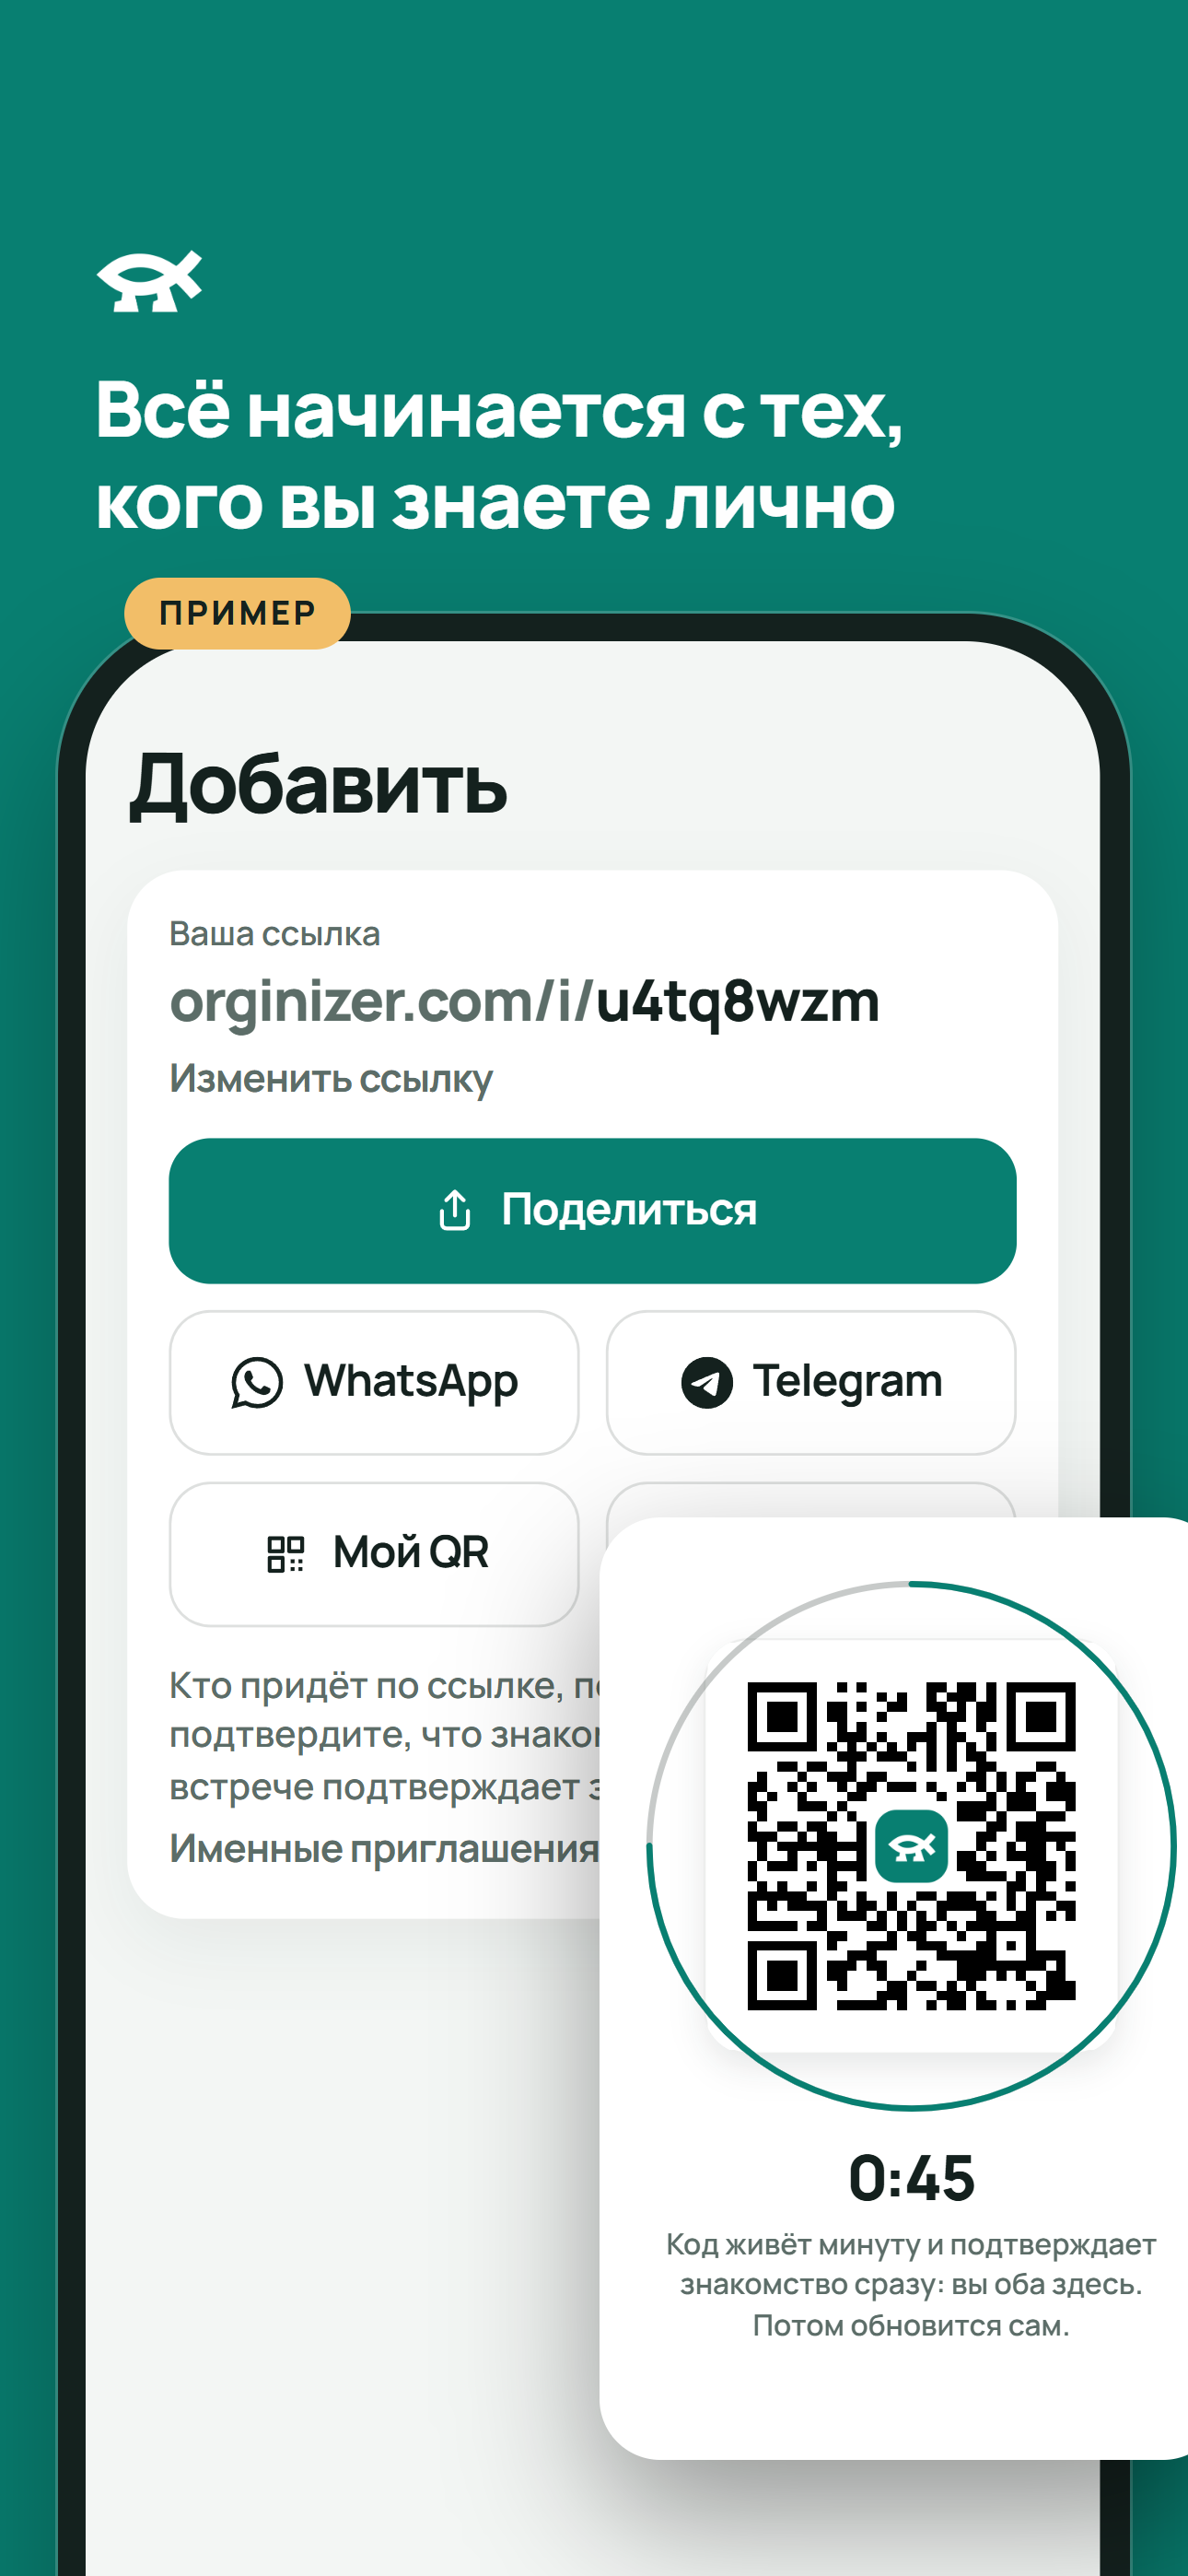 Всё начинается с тех,
кого вы знаете лично
ПРИМЕР
Добавить
Ваша ссылка
orginizer.com/i/u4tq8wzm
Изменить ссылку
Поделиться
WhatsApp
Telegram
Мой QR
Кто придёт по ссылке,
подтвердите, что
встрече подтверждает
Именные приглашения
0:45
Код живёт минуту и подтверждает
знакомство сразу: вы оба здесь.
Потом обновится сам.